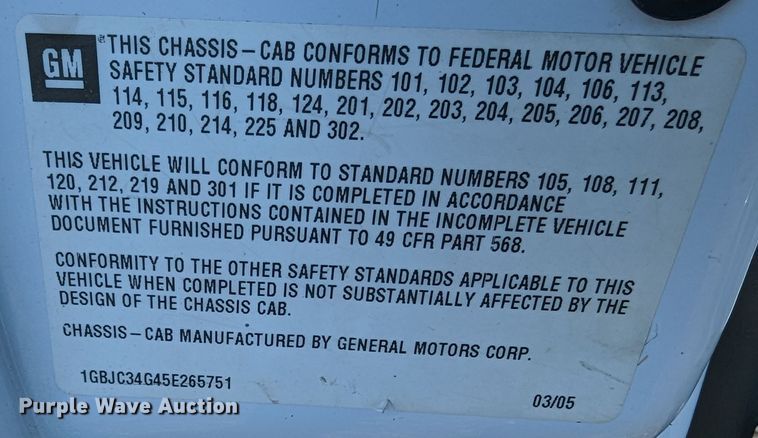 GM ® THIS CHASSIS-CAB CONFORMS TO FEDERAL MOTOR VEHICLE
SAFETY STANDARD NUMBERS 101, 102, 103, 104, 106, 113,
114, 115, 116, 118, 124, 201, 202, 203, 204, 205, 206, 207, 208,
209, 210, 214, 225 AND 302.
THIS VEHICLE WILL CONFORM TO STANDARD NUMBERS 105, 108, 111,
120, 212, 219 AND 301 IF IT IS COMPLETED IN ACCORDANCE
WITH THE INSTRUCTIONS CONTAINED IN THE INCOMPLETE VEHICLE
DOCUMENT FURNISHED PURSUANT TO 49 CFR PART 568.
CONFORMITY TO THE OTHER SAFETY STANDARDS APPLICABLE TO THIS
VEHICLE WHEN COMPLETED IS NOT SUBSTANTIALLY AFFECTED BY THE
DESIGN OF THE CHASSIS CAB.
CHASSIS-CAB MANUFACTURED BY GENERAL MOTORS CORP.
1GBJC34G45E265751
03/05
Purple Wave Auction